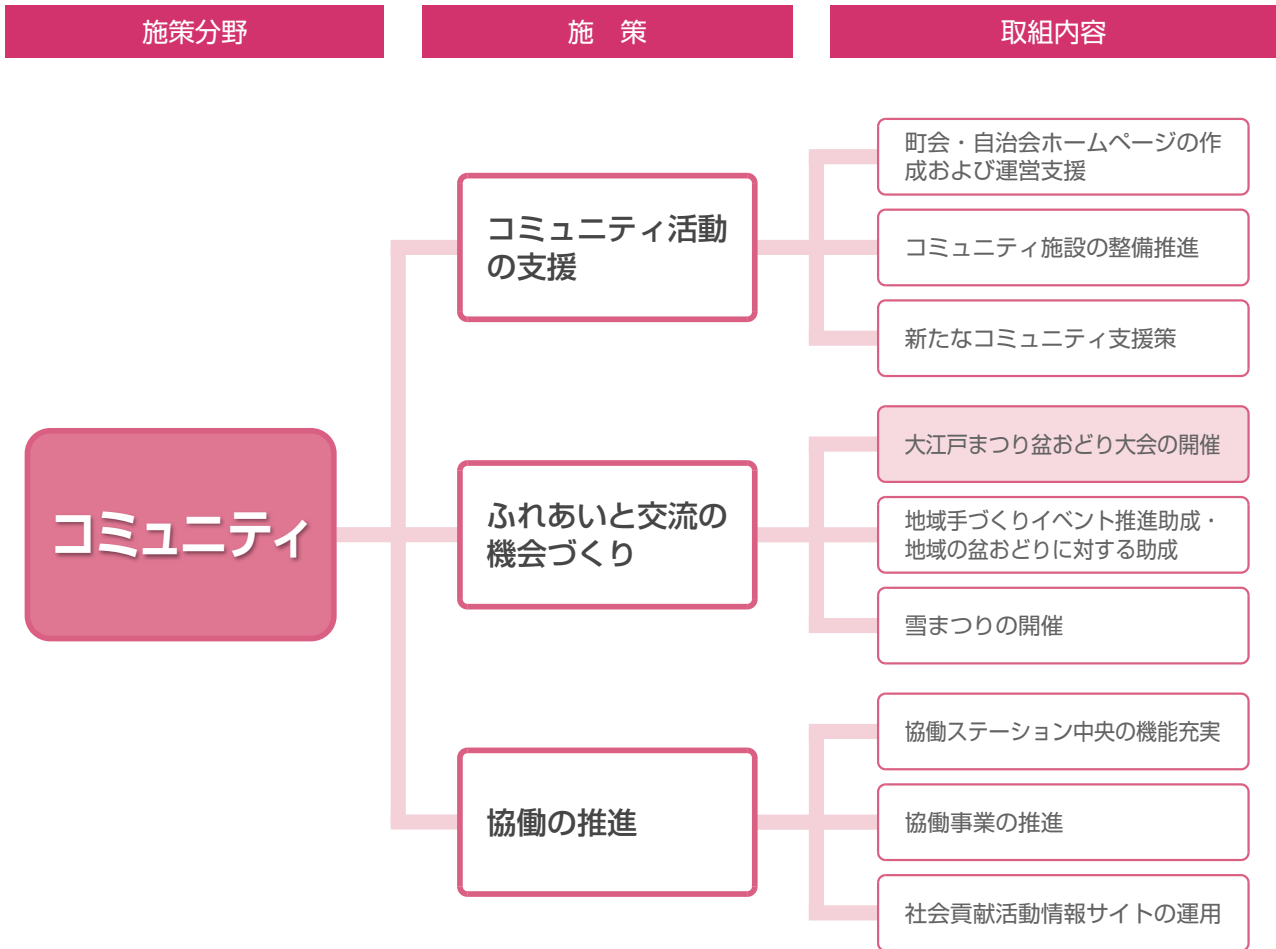 施策分野
施　策
取組内容
コミュニティ
コミュニティ活動
の支援
町会・自治会ホームページの作
成および運営支援
コミュニティ施設の整備推進
新たなコミュニティ支援策
ふれあいと交流の
機会づくり
大江戸まつり盆おどり大会の開催
地域手づくりイベント推進助成・
地域の盆おどりに対する助成
雪まつりの開催
協働の推進
協働ステーション中央の機能充実
協働事業の推進
社会貢献活動情報サイトの運用